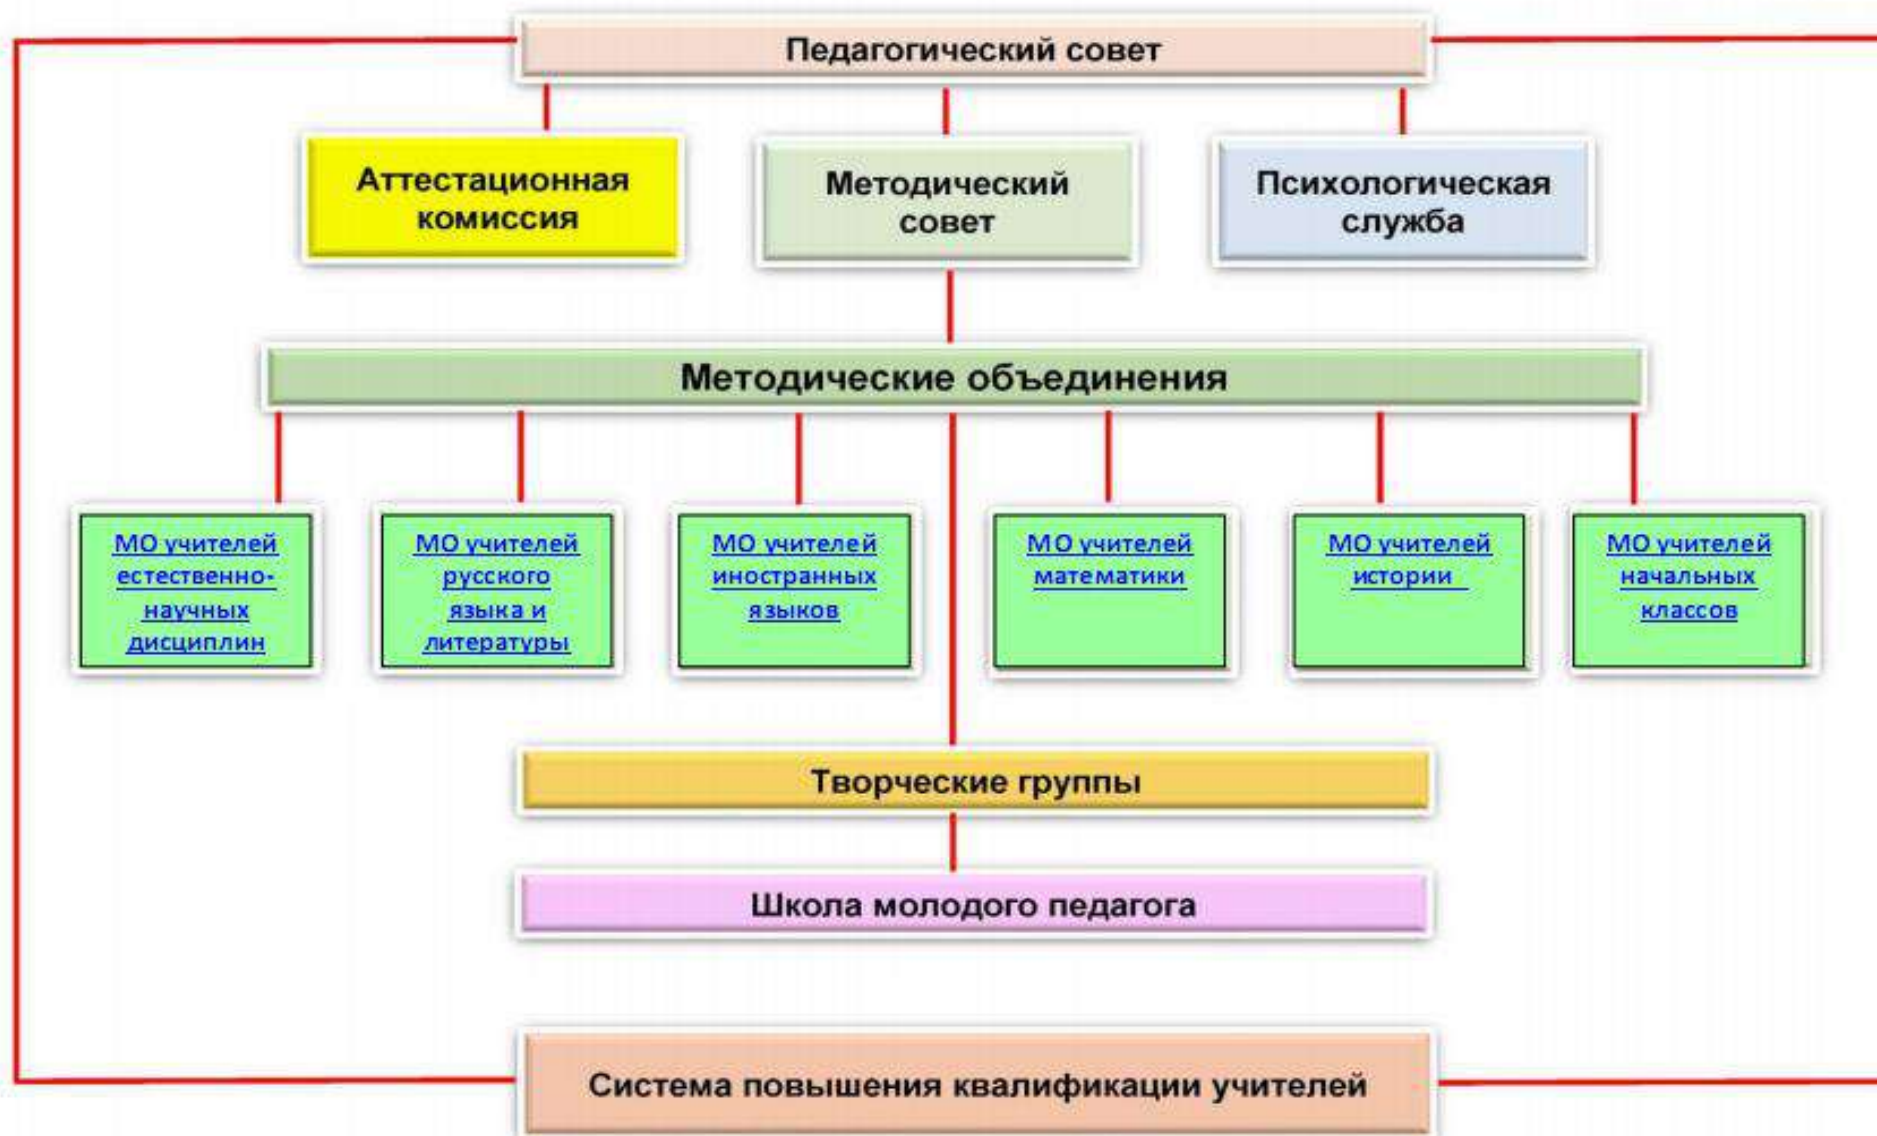 Педагогический совет
Аттестационная
комиссия
Методический
совет
Психологическая
служба
Методические объединения
МО учителей
естественно-
научных
дисциплин
МО учителей
русского
языка и
литературы
МО учителей
иностранных
языков
МО учителей
математики
МО учителей
истории
МО учителей
начальных
классов
Творческие группы
Школа молодого педагога
Система повышения квалификации учителей